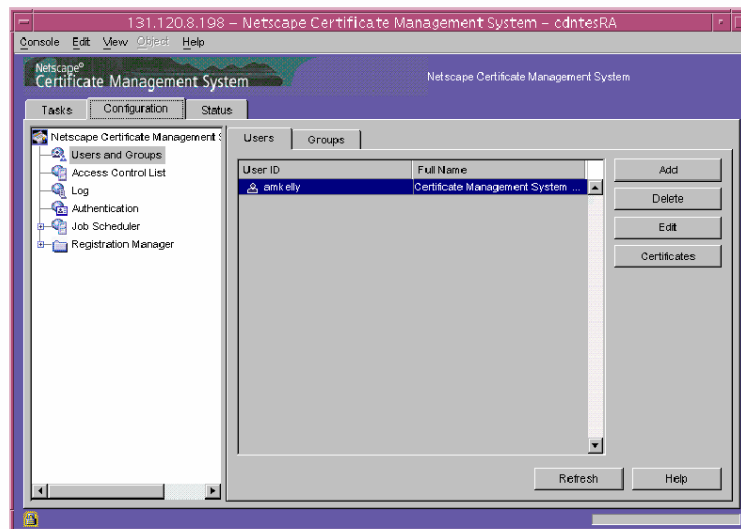 131.120.8.198 – Netscape Certificate Management System – cdntesRA
Console Edit View Object Help
Netscape®
Certificate Management System
Netscape Certificate Management System
Tasks Configuration Status
Netscape Certificate Management S
Users and Groups
Access Control List
Log
Authentication
Job Scheduler
Registration Manager
Users Groups
User ID Full Name
amkelly Certificate Management System ...
Add
Delete
Edit
Certificates
Refresh Help